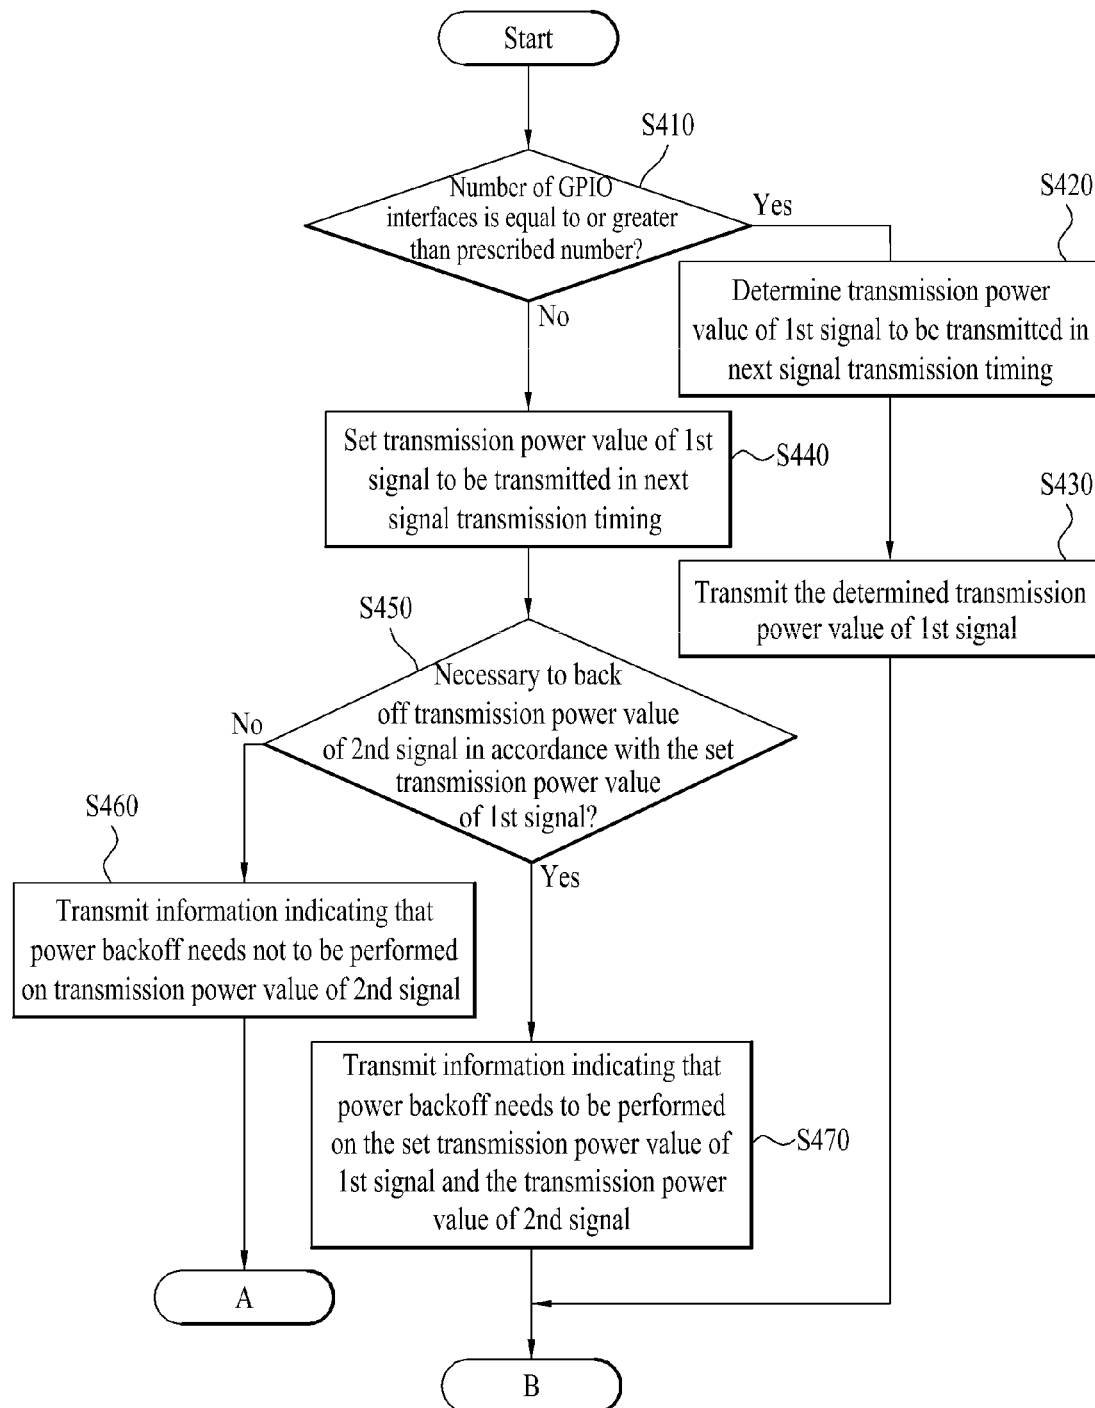 Start
S410
Number of GPIO
interfaces is equal to or greater
than prescribed number?
Yes
No
S420
Determine transmission power
value of 1st signal to be transmitted in
next signal transmission timing
Set transmission power value of 1st
signal to be transmitted in next
signal transmission timing
S440
S430
Transmit the determined transmission
power value of 1st signal
S450
Necessary to back
off transmission power value
of 2nd signal in accordance with the set
transmission power value
of 1st signal?
No
Yes
S460
Transmit information indicating that
power backoff needs not to be performed
on transmission power value of 2nd signal
Transmit information indicating that
power backoff needs to be performed
on the set transmission power value of
1st signal and the transmission power
value of 2nd signal
S470
A
B